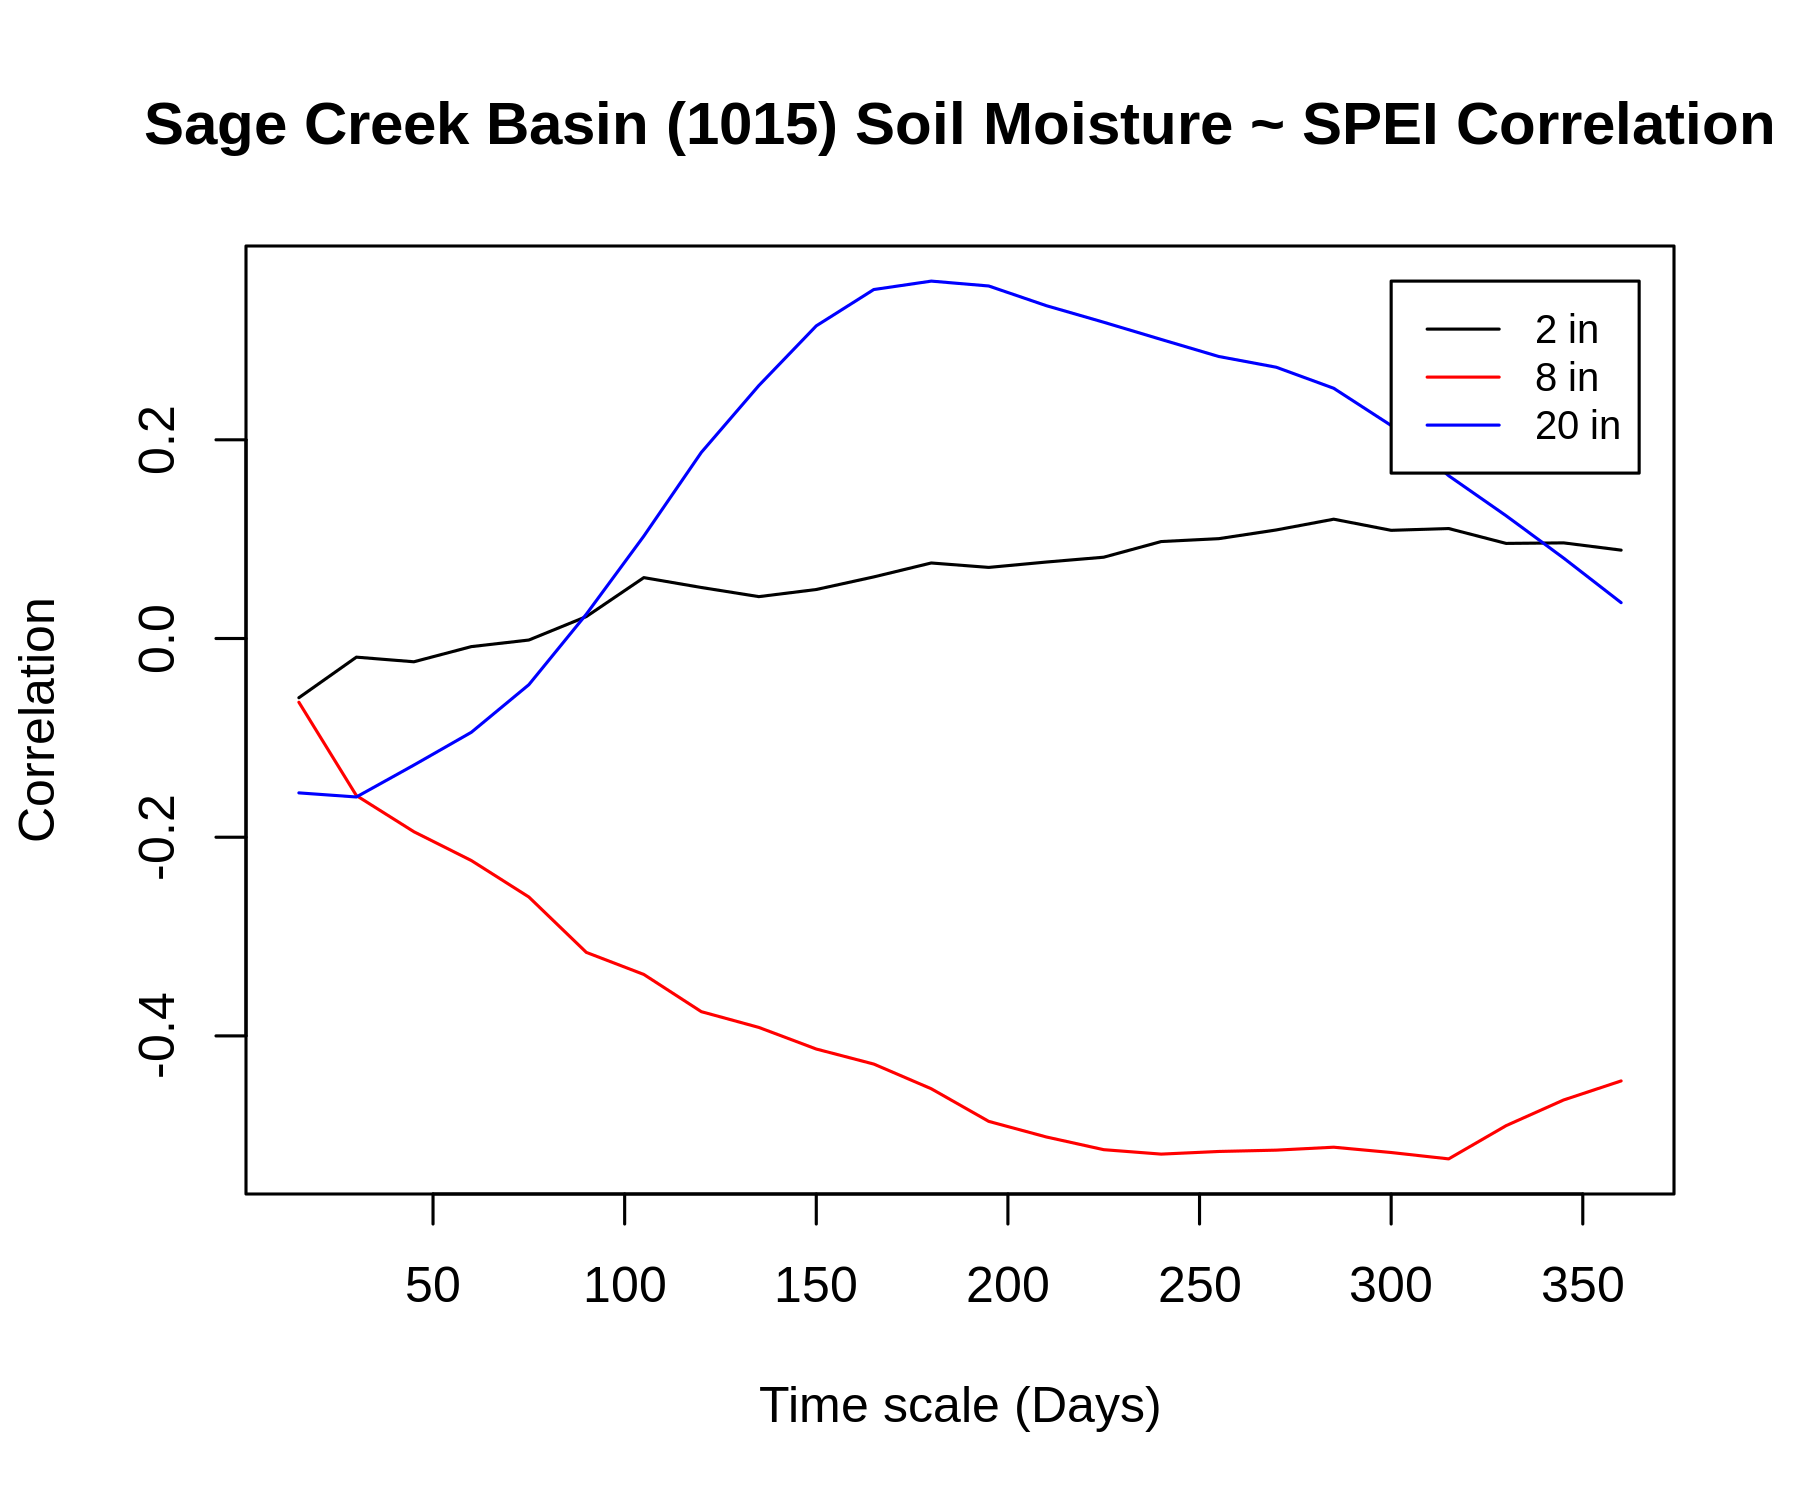 Sage Creek Basin (1015) Soil Moisture ~ SPEI Correlation
2 in
8 in
20 in
Correlation
0.2
0.0
-0.2
-0.4
50 100 150 200 250 300 350
Time scale (Days)